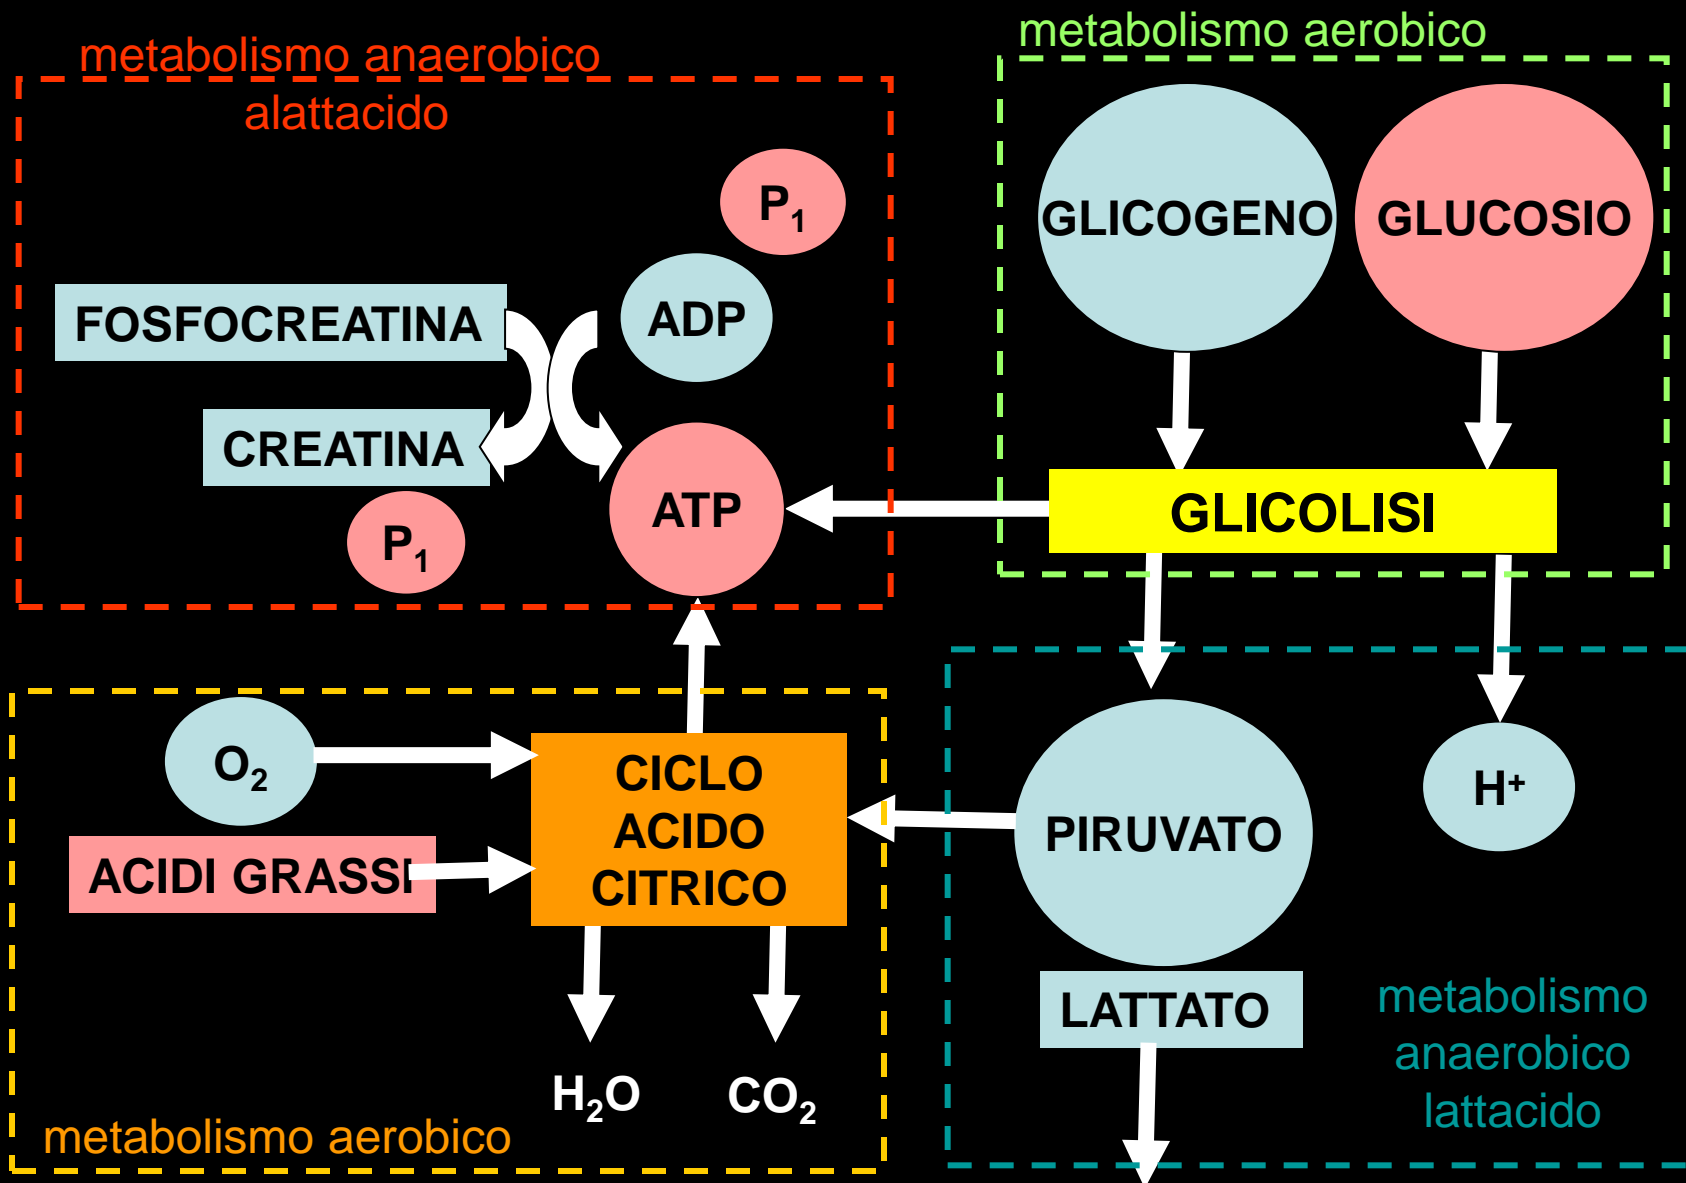 metabolismo anaerobico
alattacido
P₁
ADP
FOSFOCREATINA
CREATINA
ATP
P₁
metabolismo aerobico
GLICOGENO
GLUCOSIO
GLICOLISI
O₂
ACIDI GRASSI
CICLO
ACIDO
CITRICO
H₂O
CO₂
metabolismo aerobico
PIRUVATO
H⁺
LATTATO
metabolismo
anaerobico
lattacido